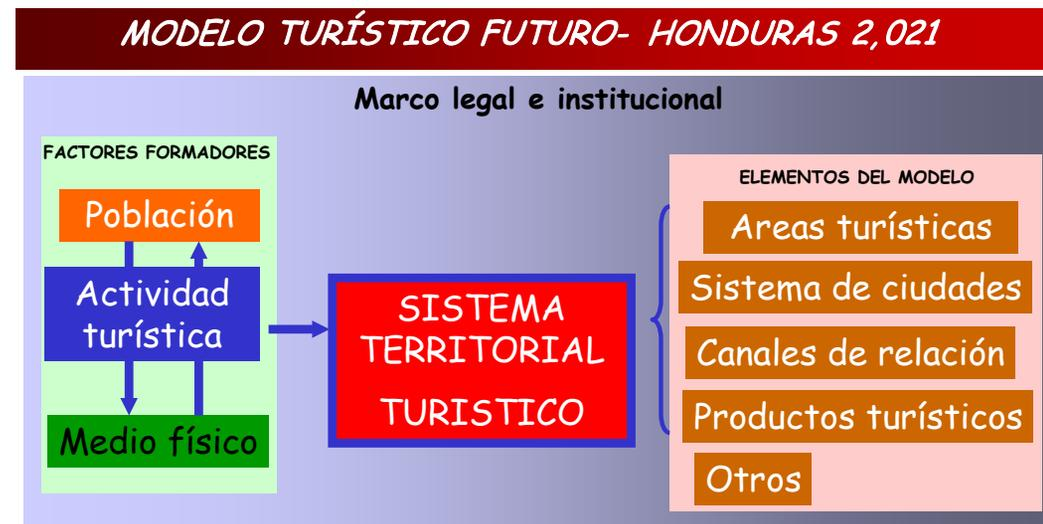 MODELO TURÍSTICO FUTURO- HONDURAS 2,021
Marco legal e institucional
FACTORES FORMADORES
Población
Actividad
turística
Medio físico
SISTEMA
TERRITORIAL
TURISTICO
ELEMENTOS DEL MODELO
Areas turísticas
Sistema de ciudades
Canales de relación
Productos turísticos
Otros